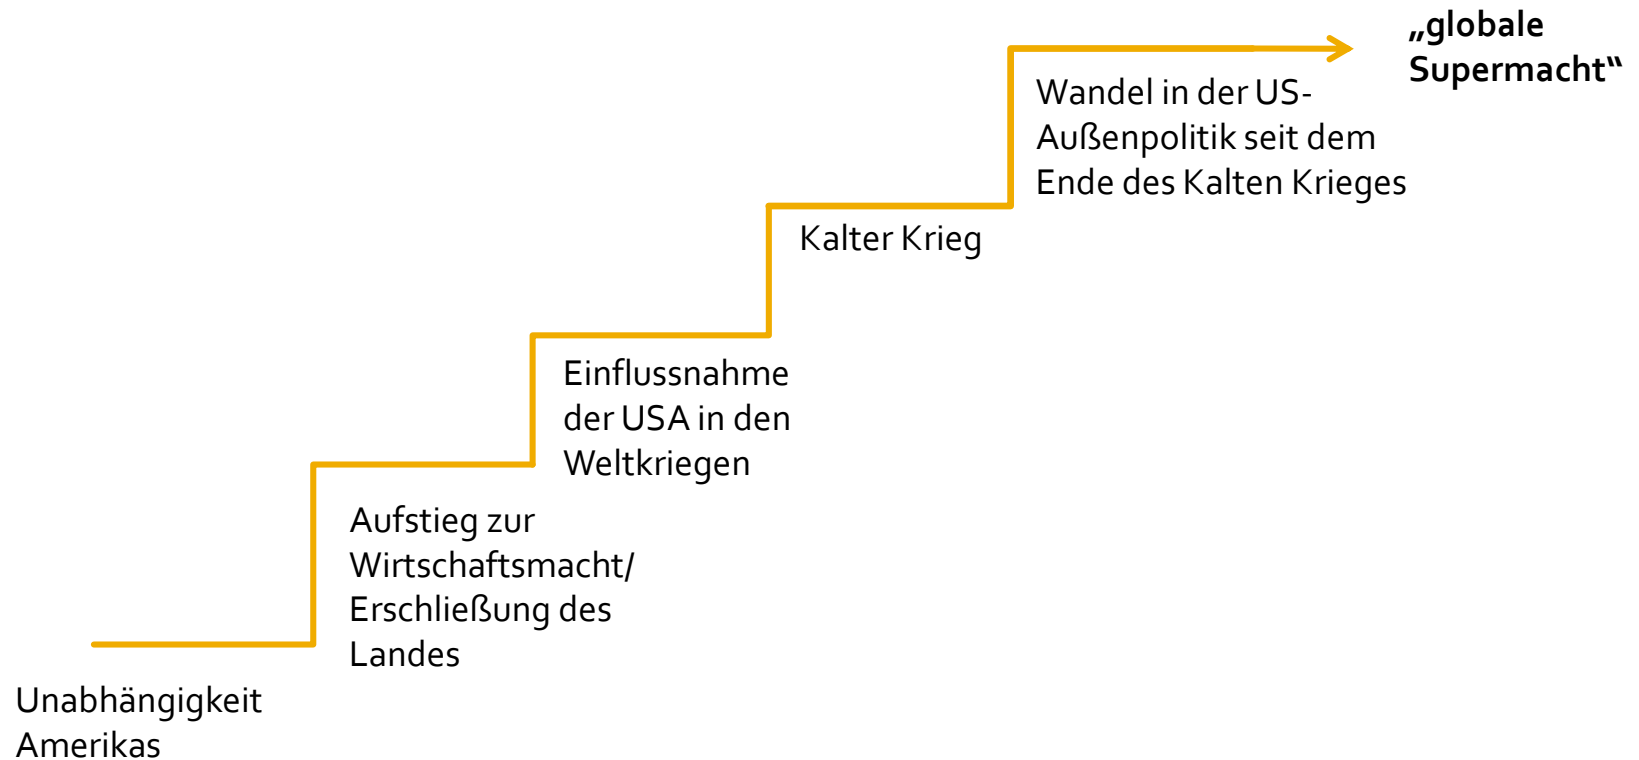 „globale
Supermacht“
Wandel in der US-
Außenpolitik seit dem
Ende des Kalten Krieges
Kalter Krieg
Einflussnahme
der USA in den
Weltkriegen
Aufstieg zur
Wirtschaftsmacht/
Erschließung des
Landes
Unabhängigkeit
Amerikas